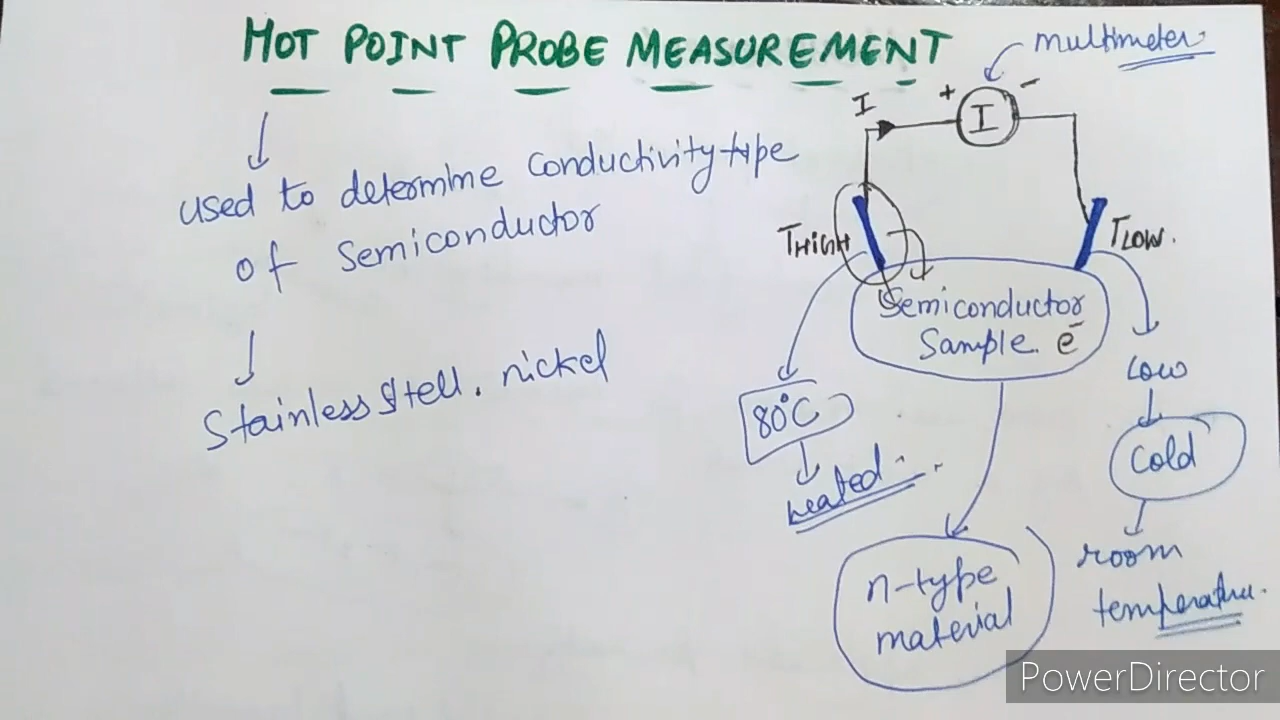 HOT POINT PROBE MEASUREMENT
used to determine conductivity type
of Semiconductor
Stainless Stell. nickel
multimeter
I
+
-
I
THIGH
TLOW.
Semiconductor
Sample. e-
80°C
heated.
Low
Cold
room
temperature.
n-type
material
PowerDirector